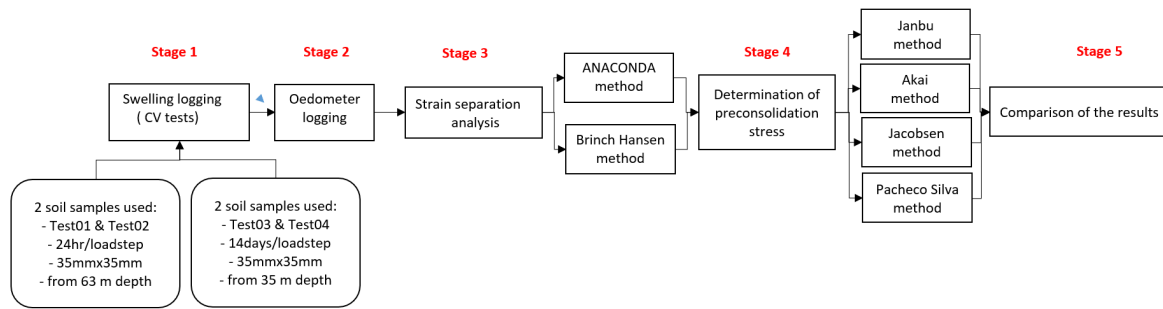 Stage 1
Stage 2
Stage 3
Stage 4
Stage 5
Swelling logging
( CV tests)
Oedometer
logging
Strain separation
analysis
ANACONDA
method
Brinch Hansen
method
Determination of
preconsolidation
stress
Janbu
method
Akai
method
Jacobsen
method
Pacheco Silva
method
Comparison of the results
2 soil samples used:
- Test01 & Test02
- 24hr/loadstep
- 35mmx35mm
- from 63 m depth
2 soil samples used:
- Test03 & Test04
- 14days/loadstep
- 35mmx35mm
- from 35 m depth